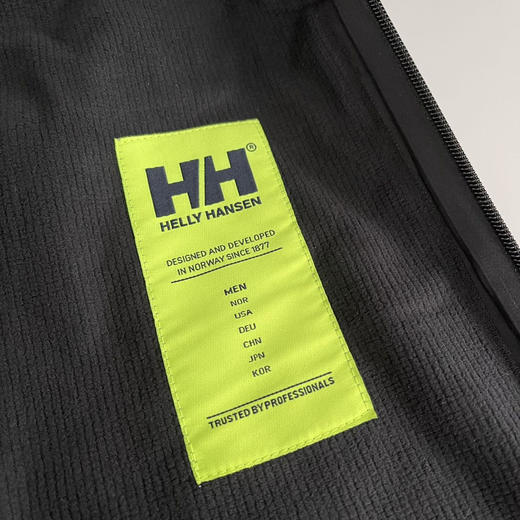 HH®
HELLY HANSEN
DESIGNED AND DEVELOPED
IN NORWAY SINCE 1877
MEN
NOR
USA
DEU
CHN
JPN
KOR
TRUSTED BY PROFESSIONALS